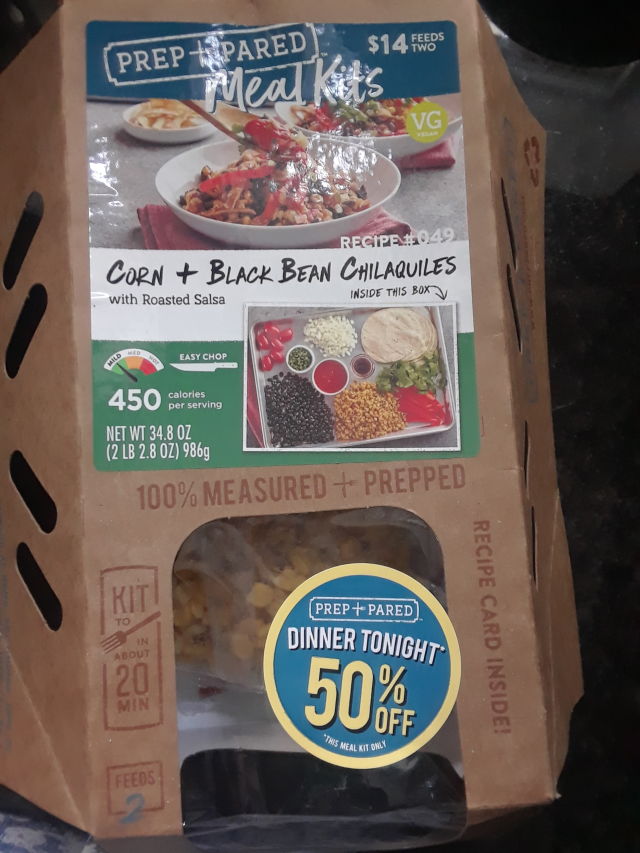 PREP+PARED
$14 FEEDS TWO
Meal Kits
VG
VEGAN
RECIPE #049
CORN + BLACK BEAN CHILAQUILES
with Roasted Salsa
INSIDE THIS BOX
MILD MED HOT
EASY CHOP
450 calories per serving
NET WT 34.8 OZ
(2 LB 2.8 OZ) 986g
100% MEASURED + PREPPED
RECIPE CARD INSIDE!
KIT
TO
IN
ABOUT
20
MIN
FEEDS
2
PREP+PARED
DINNER TONIGHT*
50% OFF
*THIS MEAL KIT ONLY